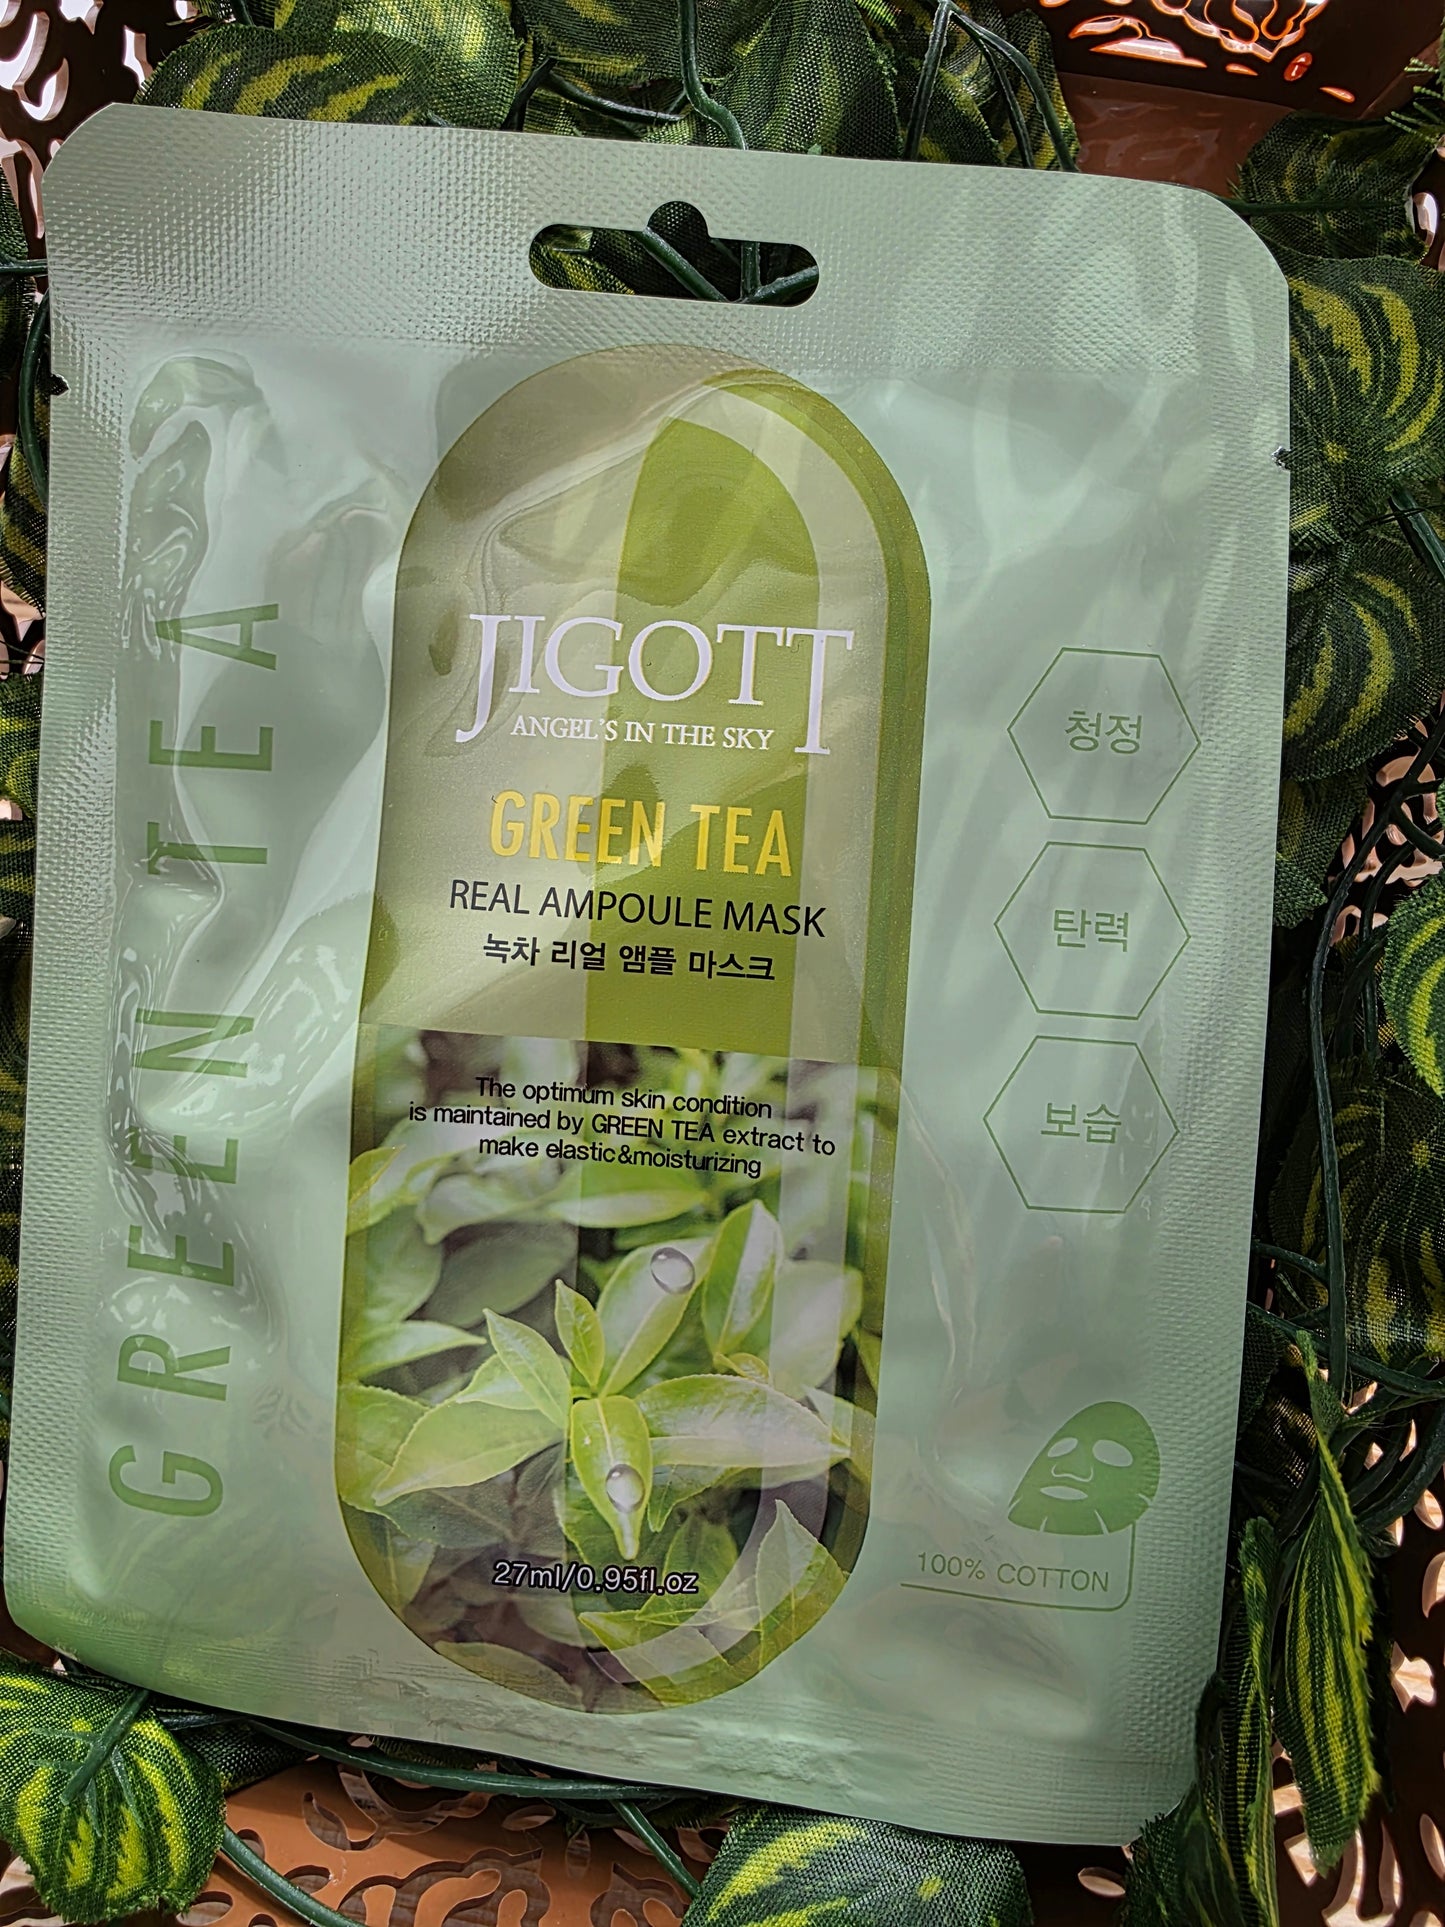 GREEN TEA
JIGOTT
ANGEL'S IN THE SKY
GREEN TEA
REAL AMPOULE MASK
녹차 리얼 앰플 마스크
The optimum skin condition
is maintained by GREEN TEA extract to
make elastic&moisturizing
27ml/0.95fl.oz
청정
탄력
보습
100% COTTON